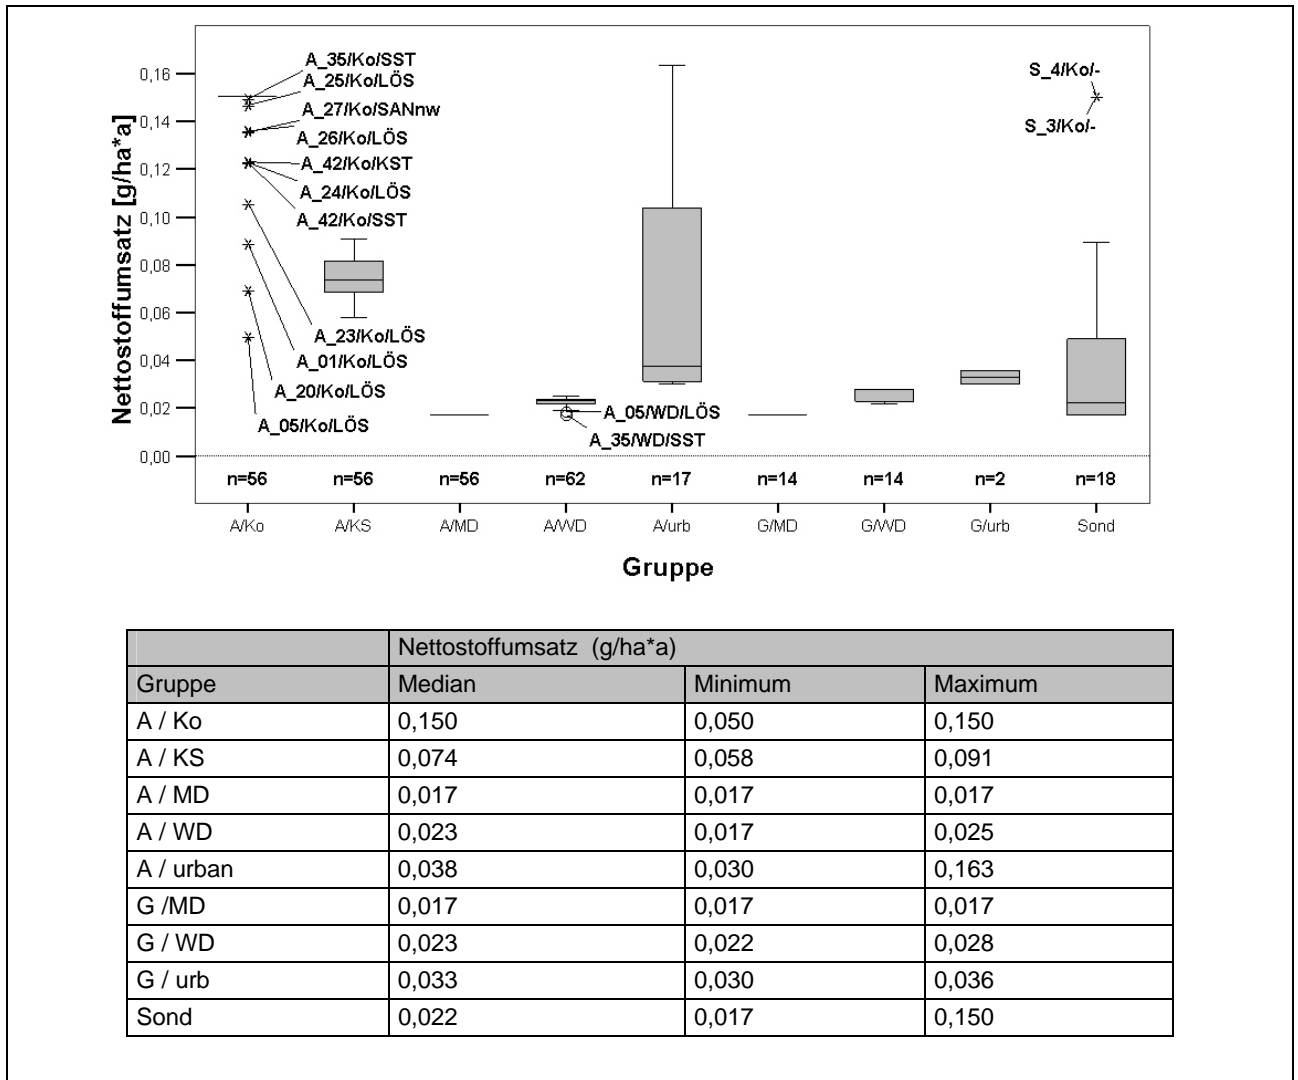 Nettostoffumsatz [g/ha*a]
0,16
0,14
0,12
0,10
0,08
0,06
0,04
0,02
0,00
A_35/Ko/SST
A_25/Ko/LÖS
A_27/Ko/SANnw
A_26/Ko/LÖS
A_42/Ko/KST
A_24/Ko/LÖS
A_42/Ko/SST
A_23/Ko/LÖS
A_01/Ko/LÖS
A_20/Ko/LÖS
A_05/Ko/LÖS
A_05/WD/LÖS
A_35/WD/SST
S_4/Ko/-
S_3/Ko/-
n=56 n=56 n=56 n=62 n=17 n=14 n=14 n=2 n=18
A/Ko A/KS A/MD A/WD A/urb G/MD G/WD G/urb Sond
Gruppe
Nettostoffumsatz (g/ha*a)
Gruppe Median Minimum Maximum
A / Ko 0,150 0,050 0,150
A / KS 0,074 0,058 0,091
A / MD 0,017 0,017 0,017
A / WD 0,023 0,017 0,025
A / urban 0,038 0,030 0,163
G /MD 0,017 0,017 0,017
G / WD 0,023 0,022 0,028
G / urb 0,033 0,030 0,036
Sond 0,022 0,017 0,150